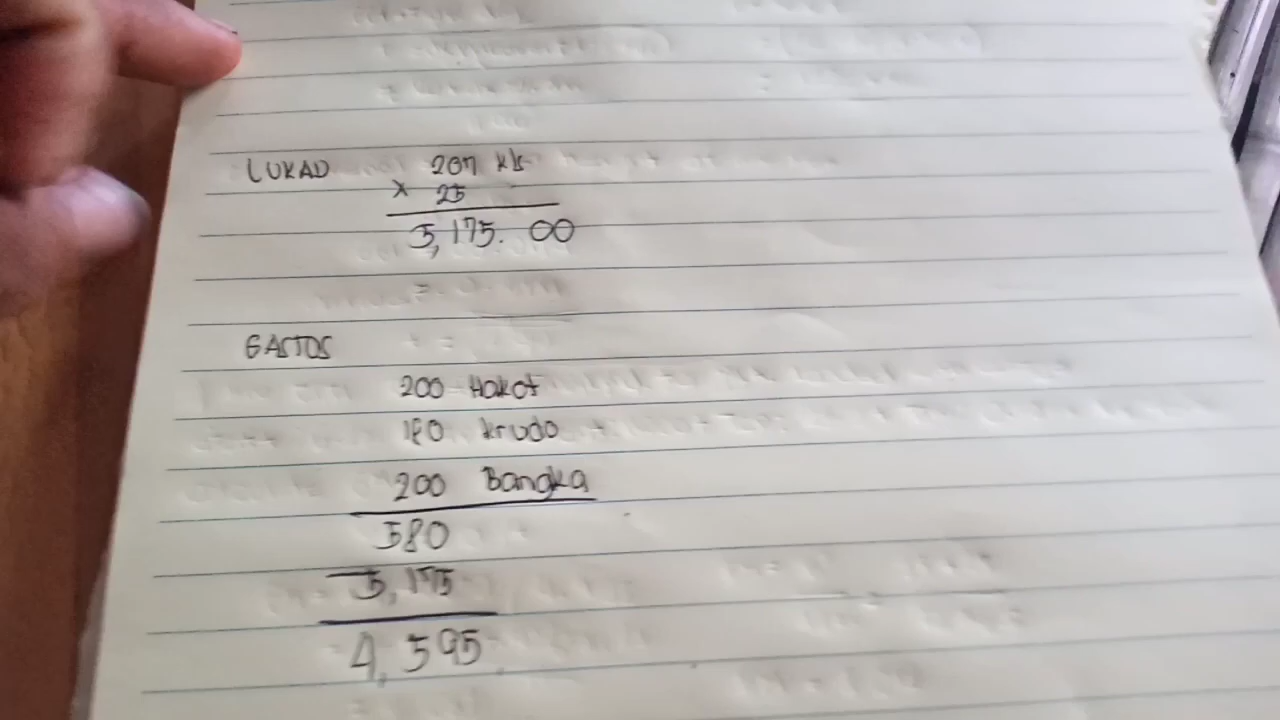 LUKAD 207 kls
x 25
5,175.00
GASTOS
200 Hakot
180 krudo
200 Bangka
580
- 5,175
4,595